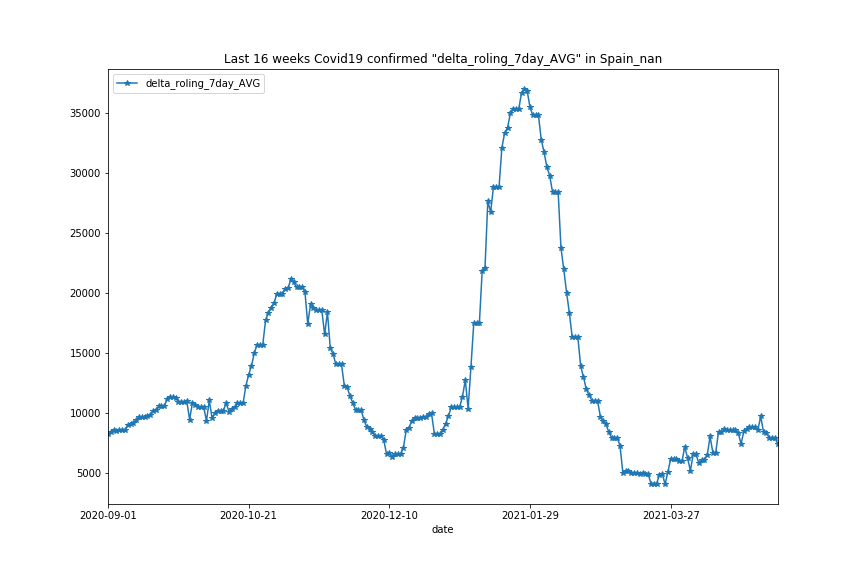 Last 16 weeks Covid19 confirmed "delta_roling_7day_AVG" in Spain_nan
delta_roling_7day_AVG
35000
30000
25000
20000
15000
10000
5000
2020-09-01 2020-10-21 2020-12-10 2021-01-29 2021-03-27
date